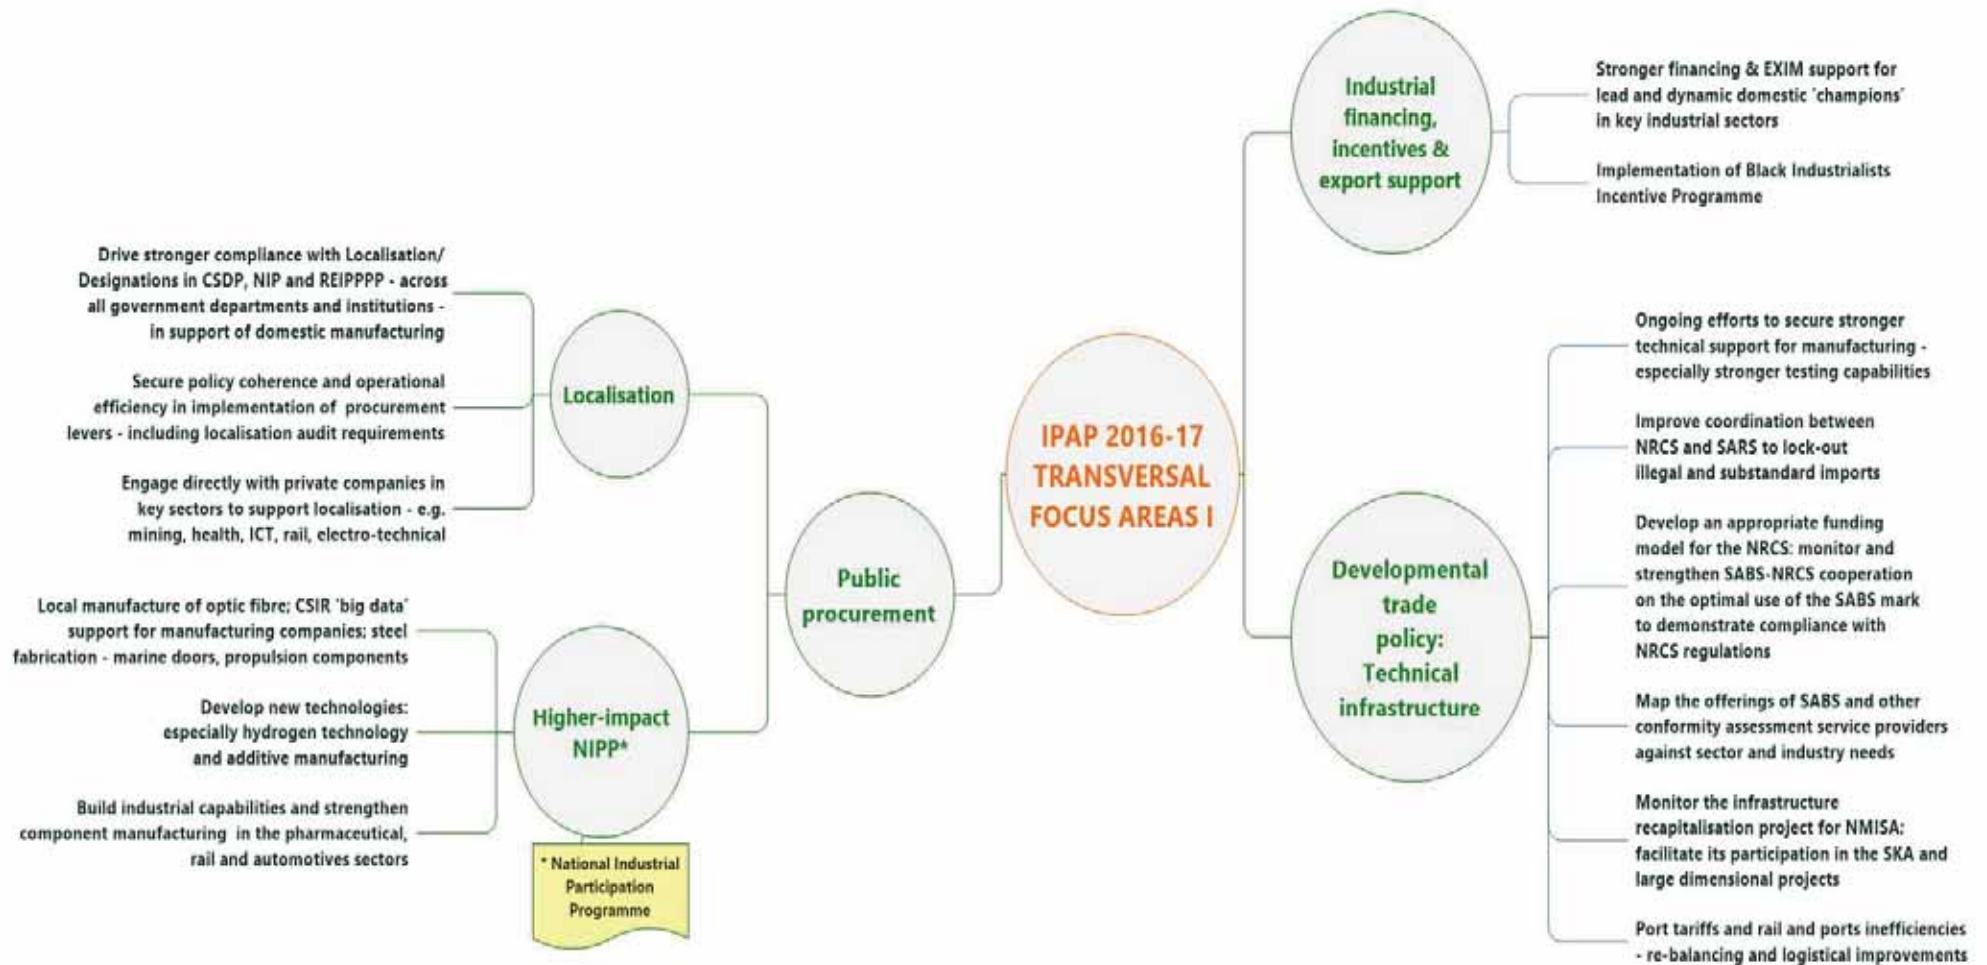 IPAP 2016-17
TRANSVERSAL
FOCUS AREAS I
Industrial
financing,
incentives &
export support
Stronger financing & EXIM support for
lead and dynamic domestic 'champions'
in key industrial sectors
Implementation of Black Industrialists
Incentive Programme
Developmental
trade
policy:
Technical
infrastructure
Ongoing efforts to secure stronger
technical support for manufacturing -
especially stronger testing capabilities
Improve coordination between
NRCS and SARS to lock-out
illegal and substandard imports
Develop an appropriate funding
model for the NRCS: monitor and
strengthen SABS-NRCS cooperation
on the optimal use of the SABS mark
to demonstrate compliance with
NRCS regulations
Map the offerings of SABS and other
conformity assessment service providers
against sector and industry needs
Monitor the infrastructure
recapitalisation project for NMISA:
facilitate its participation in the SKA and
large dimensional projects
Port tariffs and rail and ports inefficiencies
- re-balancing and logistical improvements
Public
procurement
Localisation
Drive stronger compliance with Localisation/
Designations in CSDP, NIP and REIPPPP - across
all government departments and institutions -
in support of domestic manufacturing
Secure policy coherence and operational
efficiency in implementation of procurement
levers - including localisation audit requirements
Engage directly with private companies in
key sectors to support localisation - e.g.
mining, health, ICT, rail, electro-technical
Higher-impact
NIPP*
Local manufacture of optic fibre; CSIR 'big data'
support for manufacturing companies; steel
fabrication - marine doors, propulsion components
Develop new technologies:
especially hydrogen technology
and additive manufacturing
Build industrial capabilities and strengthen
component manufacturing in the pharmaceutical,
rail and automotives sectors
* National Industrial
Participation
Programme